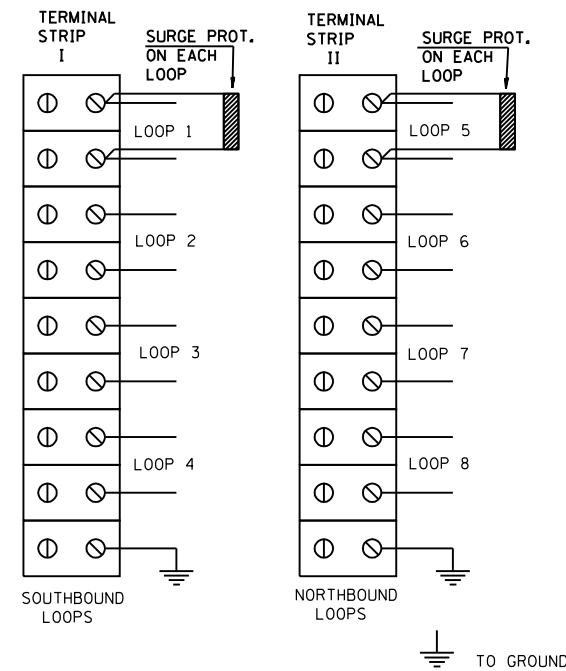 TERMINAL
STRIP
I
SURGE PROT.
ON EACH
LOOP
LOOP 1
LOOP 2
LOOP 3
LOOP 4
SOUTHBOUND
LOOPS
TERMINAL
STRIP
II
SURGE PROT.
ON EACH
LOOP
LOOP 5
LOOP 6
LOOP 7
LOOP 8
NORTHBOUND
LOOPS
TO GROUND